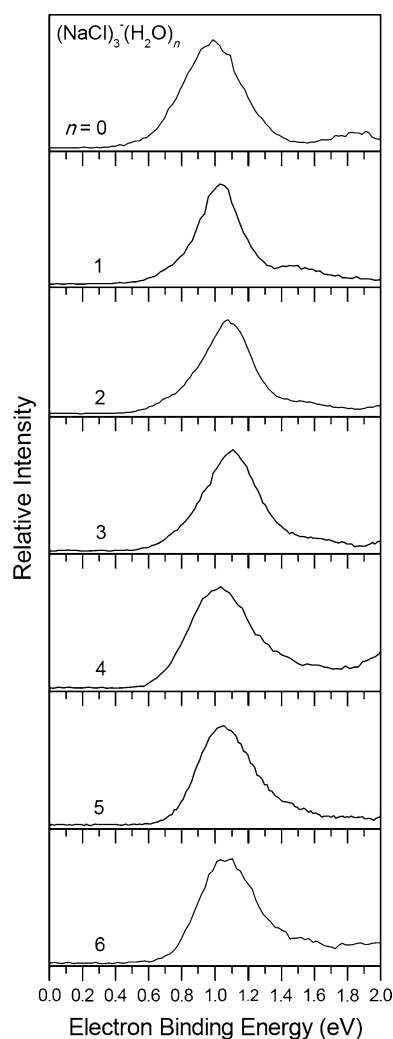 (NaCl)₃⁻(H₂O)ₙ
n = 0
1
2
3
4
5
6
Relative Intensity
0.0 0.2 0.4 0.6 0.8 1.0 1.2 1.4 1.6 1.8 2.0
Electron Binding Energy (eV)